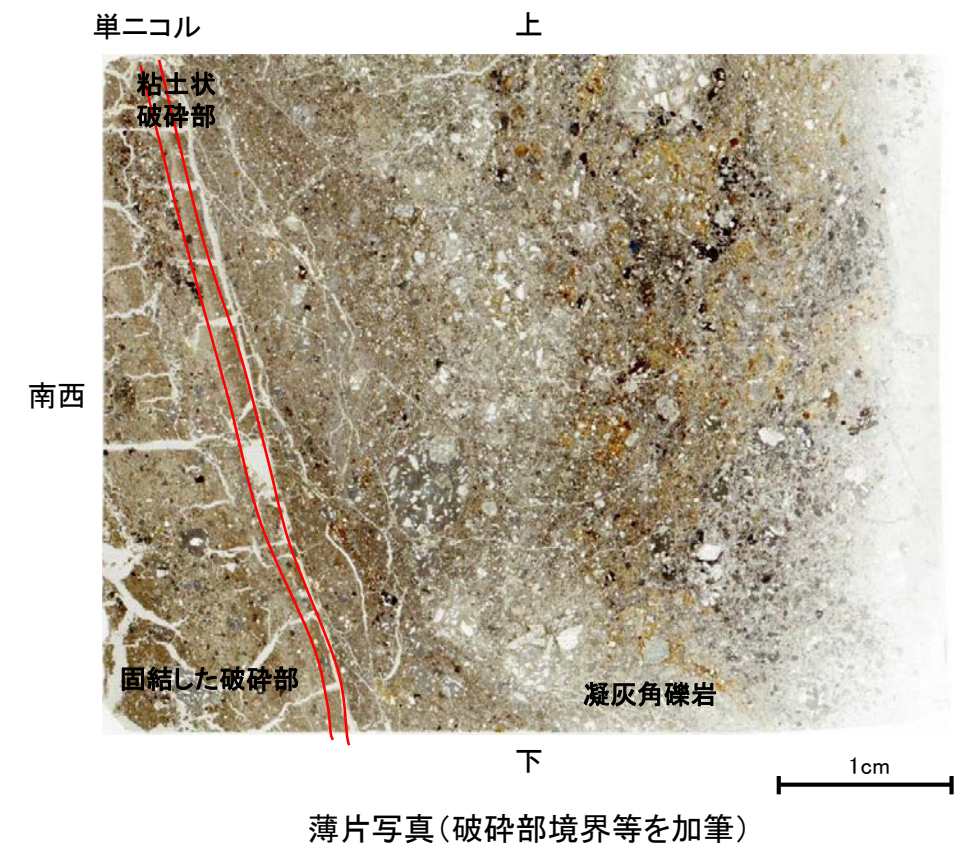 単ニコル
上
粘土状
破砕部
南西
固結した破砕部
凝灰角礫岩
下
1cm
薄片写真(破砕部境界等を加筆)